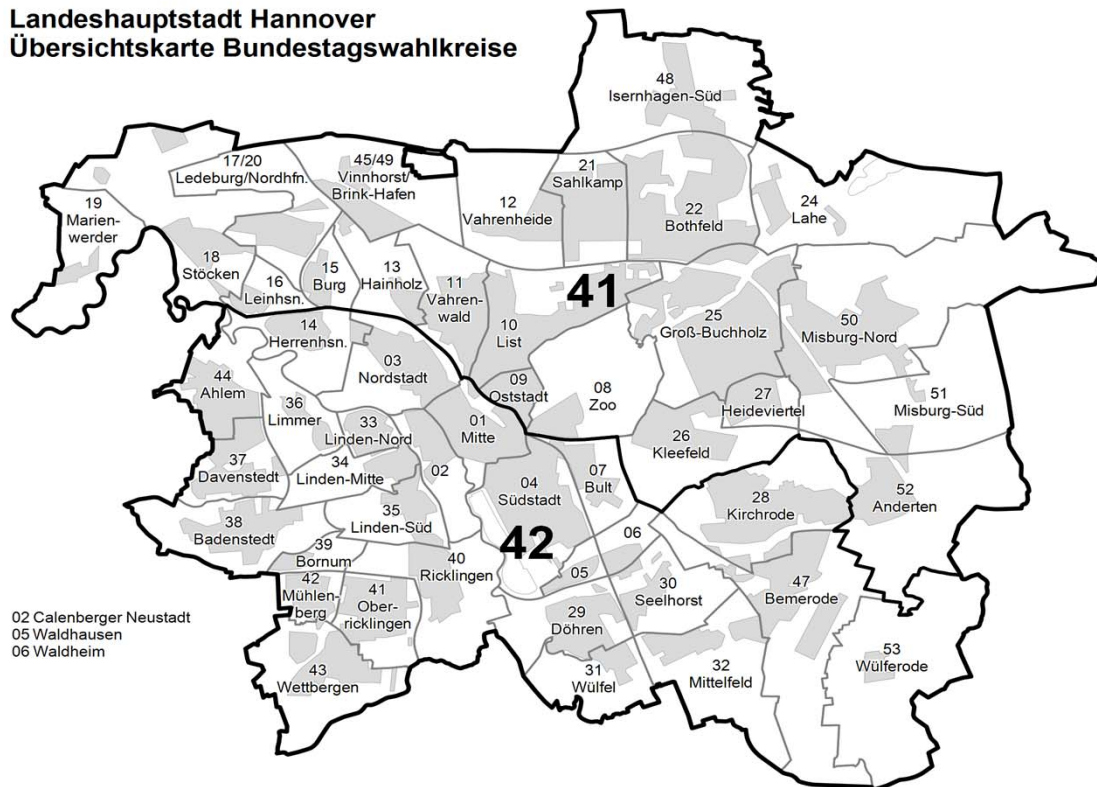 Landeshauptstadt Hannover
Übersichtskarte Bundestagswahlkreise
48
Isernhagen-Süd
17/20
Ledeburg/Nordhfn.
45/49
Vinnhorst/
Brink-Hafen
21
Sahlkamp
19
Marien-
werder
12
Vahrenheide
22
Bothfeld
24
Lahe
18
Stöcken
16
Leinhsn.
15
Burg
13
Hainholz
11
Vahren-
wald
41
10
List
25
Groß-Buchholz
50
Misburg-Nord
14
Herrenhsn.
03
Nordstadt
44
Ahlem
09
Oststadt
08
Zoo
27
Heideviertel
51
Misburg-Süd
36
Limmer
33
Linden-Nord
01
Mitte
26
Kleefeld
37
Davenstedt
34
Linden-Mitte
02
04
Südstadt
07
Bult
28
Kirchrode
52
Anderten
38
Badenstedt
35
Linden-Süd
42
06
39
Bornum
40
Ricklingen
05
42
Mühlen-
berg
41
Ober-
ricklingen
30
Seelhorst
47
Bemerode
29
Döhren
02 Calenberger Neustadt
05 Waldhausen
06 Waldheim
43
Wettbergen
31
Wülfel
32
Mittelfeld
53
Wülferode